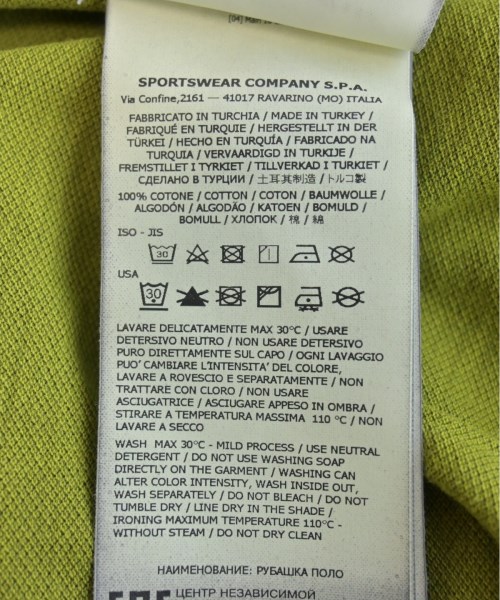 SPORTSWEAR COMPANY S.P.A.
Via Confine,2161 — 41017 RAVARINO (MO) ITALIA
FABBRICATO IN TURCHIA / MADE IN TURKEY /
FABRIQUÉ EN TURQUIE / HERGESTELLT IN DER
TÜRKEI / HECHO EN TURQUÍA / FABRICADO NA
TURQUIA / VERVAARDIGD IN TURKIJE /
FREMSTILLET I TYRKIET / TILLVERKAD I TURKIET /
СДЕЛАНО В ТУРЦИИ / 土耳其制造 / トルコ製
100% COTONE / COTTON / COTON / BAUMWOLLE /
ALGODÓN / ALGODÃO / KATOEN / BOMULD /
BOMULL / ХЛОПОК / 棉 / 綿
ISO - JIS
30
USA
30
LAVARE DELICATAMENTE MAX 30°C / USARE
DETERSIVO NEUTRO / NON USARE DETERSIVO
PURO DIRETTAMENTE SUL CAPO / OGNI LAVAGGIO
PUO' CAMBIARE L'INTENSITA' DEL COLORE,
LAVARE A ROVESCIO E SEPARATAMENTE / NON
TRATTARE CON CLORO / NON USARE
ASCIUGATRICE / ASCIUGARE APPESO IN OMBRA /
STIRARE A TEMPERATURA MASSIMA 110 °C / NON
LAVARE A SECCO
WASH MAX 30°C - MILD PROCESS / USE NEUTRAL
DETERGENT / DO NOT USE WASHING SOAP
DIRECTLY ON THE GARMENT / WASHING CAN
ALTER COLOR INTENSITY, WASH INSIDE OUT,
WASH SEPARATELY / DO NOT BLEACH / DO NOT
TUMBLE DRY / LINE DRY IN THE SHADE /
IRONING MAXIMUM TEMPERATURE 110°C -
WITHOUT STEAM / DO NOT DRY CLEAN
НАИМЕНОВАНИЕ: РУБАШКА ПОЛО
ЦЕНТР НЕЗАВИСИМОЙ